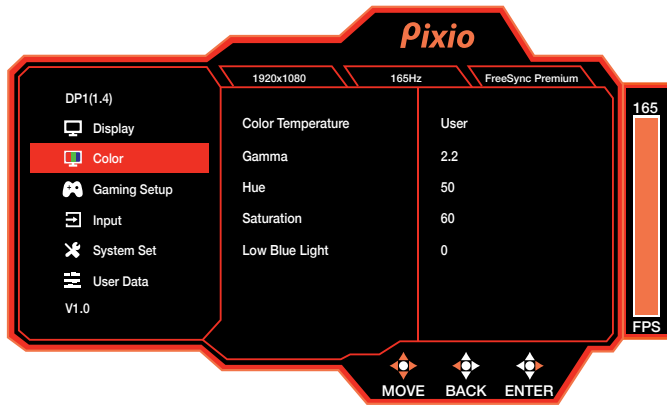 Pixio
1920x1080 165Hz FreeSync Premium
DP1(1.4)
Display
Color
Gaming Setup
Input
System Set
User Data
V1.0
Color Temperature User
Gamma 2.2
Hue 50
Saturation 60
Low Blue Light 0
165
FPS
MOVE BACK ENTER